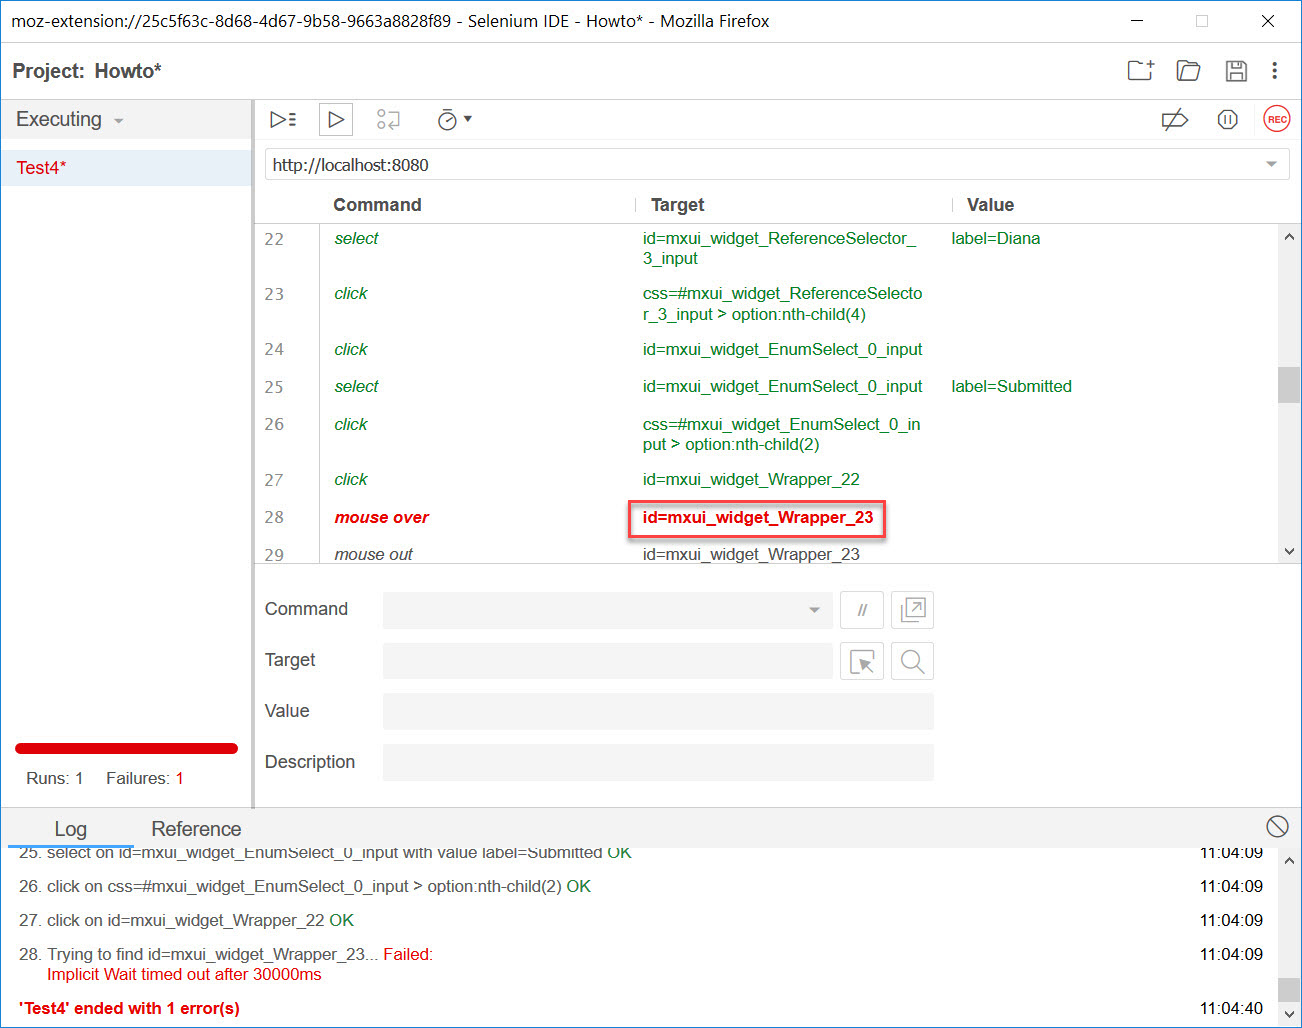 moz-extension://25c5f63c-8d68-4d67-9b58-9663a8828f89 - Selenium IDE - Howto* - Mozilla Firefox
Project: Howto*
Executing
REC
Test4*
http://localhost:8080
Command Target Value
22 select id=mxui_widget_ReferenceSelector_ label=Diana
3_input
23 click css=#mxui_widget_ReferenceSelecto
r_3_input > option:nth-child(4)
24 click id=mxui_widget_EnumSelect_0_input
25 select id=mxui_widget_EnumSelect_0_input label=Submitted
26 click css=#mxui_widget_EnumSelect_0_in
put > option:nth-child(2)
27 click id=mxui_widget_Wrapper_22
28 mouse over id=mxui_widget_Wrapper_23
29 mouse out id=mxui_widget_Wrapper_23
Command //
Target
Value
Description
Runs: 1 Failures: 1
Log Reference
25. select on id=mxui_widget_EnumSelect_0_input with value label=Submitted OK 11:04:09
26. click on css=#mxui_widget_EnumSelect_0_input > option:nth-child(2) OK 11:04:09
27. click on id=mxui_widget_Wrapper_22 OK 11:04:09
28. Trying to find id=mxui_widget_Wrapper_23... Failed: 11:04:09
Implicit Wait timed out after 30000ms
'Test4' ended with 1 error(s) 11:04:40